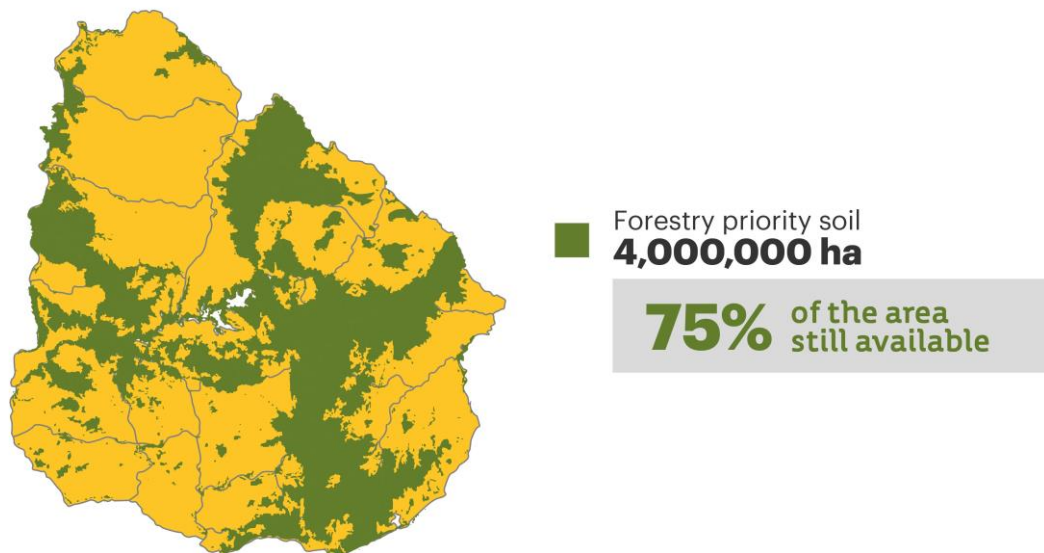 Forestry priority soil
4,000,000 ha
75% of the area
still available